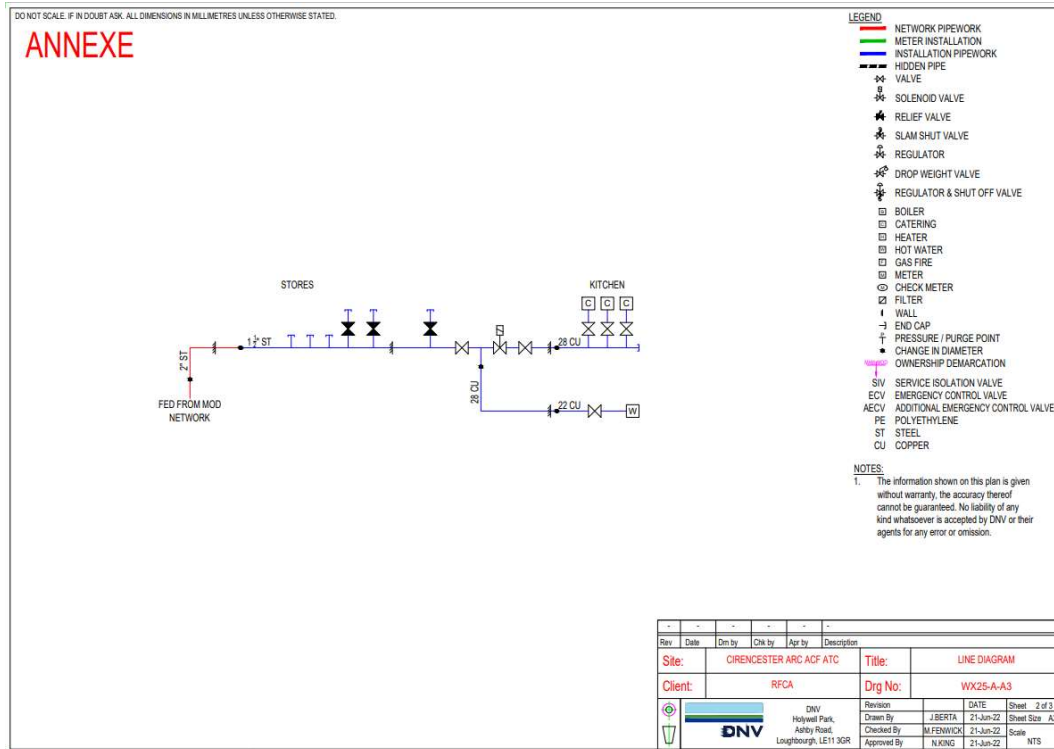 DO NOT SCALE. IF IN DOUBT ASK. ALL DIMENSIONS IN MILLIMETRES UNLESS OTHERWISE STATED.
ANNEXE
LEGEND
NETWORK PIPEWORK
METER INSTALLATION
INSTALLATION PIPEWORK
HIDDEN PIPE
VALVE
SOLENOID VALVE
RELIEF VALVE
SLAM SHUT VALVE
REGULATOR
DROP WEIGHT VALVE
REGULATOR & SHUT OFF VALVE
BOILER
CATERING
HEATER
HOT WATER
GAS FIRE
METER
CHECK METER
FILTER
WALL
END CAP
PRESSURE / PURGE POINT
CHANGE IN DIAMETER
OWNERSHIP DEMARCATION
SIV SERVICE ISOLATION VALVE
ECV EMERGENCY CONTROL VALVE
AECV ADDITIONAL EMERGENCY CONTROL VALVE
PE POLYETHYLENE
ST STEEL
CU COPPER
NOTES:
1. The information shown on this plan is given
without warranty, the accuracy thereof
cannot be guaranteed. No liability of any
kind whatsoever is accepted by DNV or their
agents for any error or omission.
STORES
KITCHEN
C C C
1 ½" ST
28 CU
2" ST
28 CU
22 CU
W
FED FROM MOD
NETWORK
- - - - - -
Rev Date Drn by Chk by Apr by Description
Site: CIRENCESTER ARC ACF ATC Title: LINE DIAGRAM
Client: RFCA Drg No: WX25-A-A3
DNV
DNV
Holywell Park,
Ashby Road,
Loughbourgh, LE11 3GR
Revision DATE Sheet 2 of 3
Drawn By J.BERTA 21-Jun-22 Sheet Size
Checked By M.FENWICK 21-Jun-22 Scale
Approved By N.KING 21-Jun-22 NTS